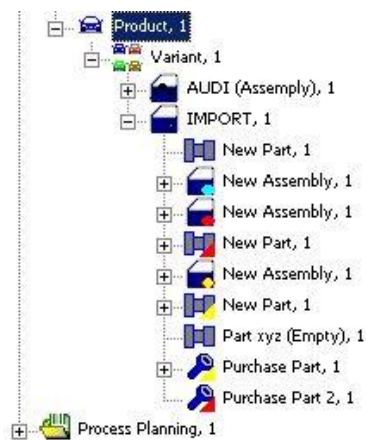 Product, 1
Variant, 1
AUDI (Assemply), 1
IMPORT, 1
New Part, 1
New Assembly, 1
New Assembly, 1
New Part, 1
New Assembly, 1
New Part, 1
Part xyz (Empty), 1
Purchase Part, 1
Purchase Part 2, 1
Process Planning, 1